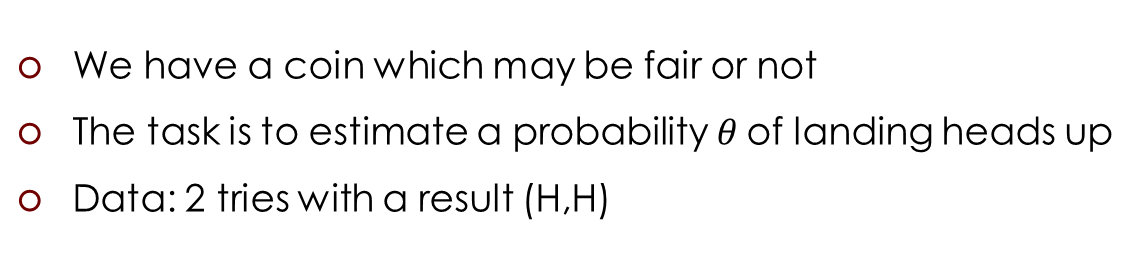 We have a coin which may be fair or not
The task is to estimate a probability θ of landing heads up
Data: 2 tries with a result (H,H)